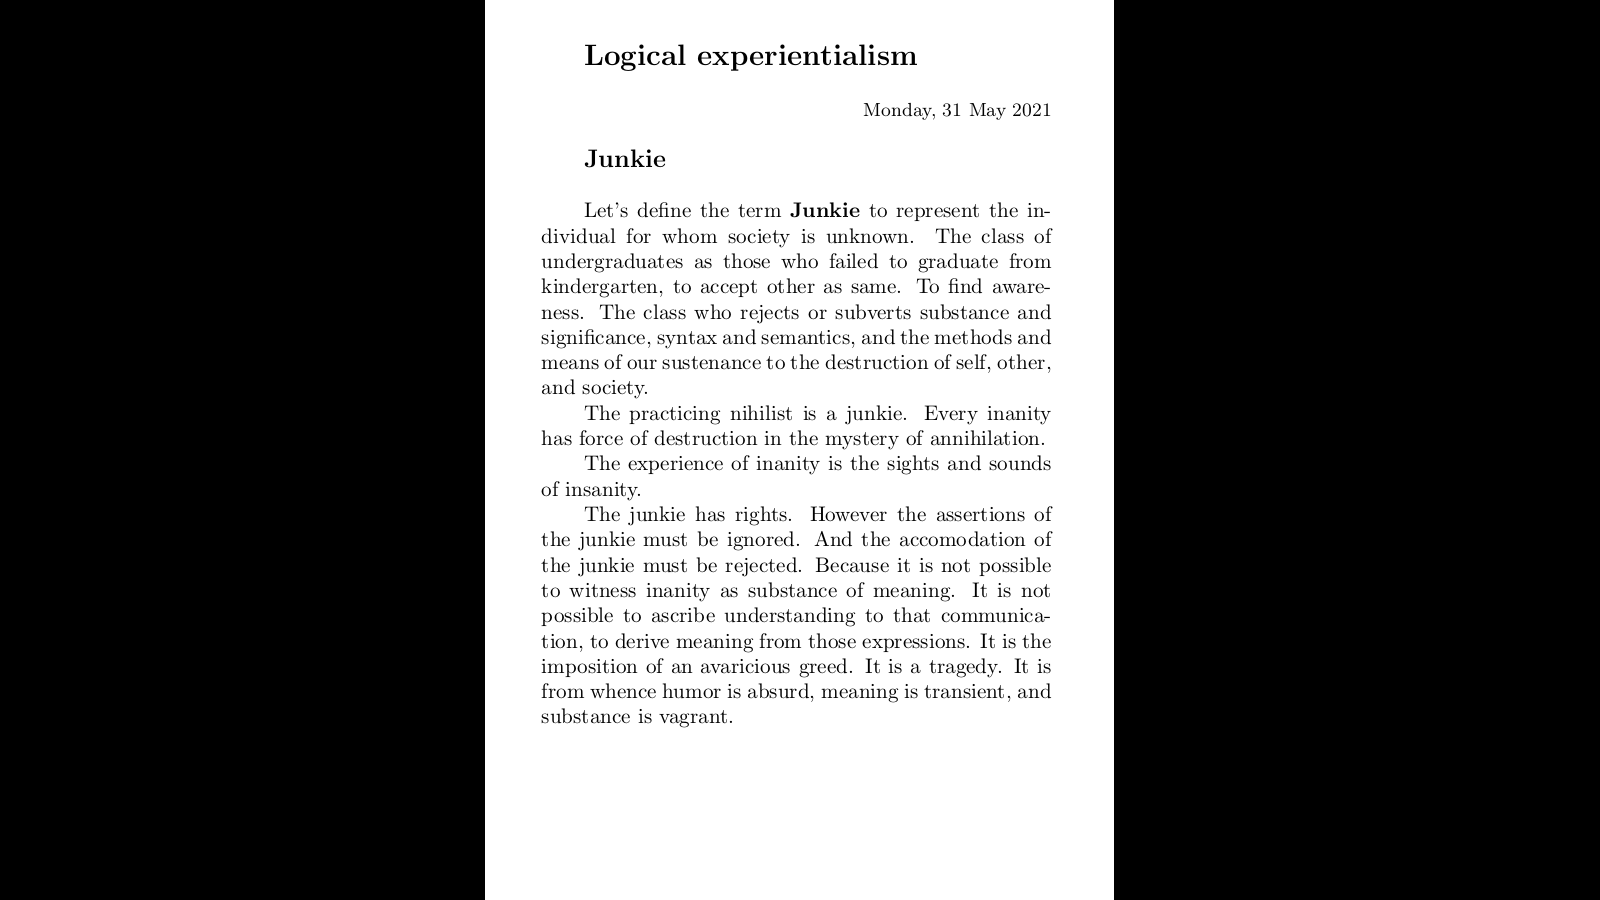 Logical experientialism
Monday, 31 May 2021
Junkie
Let's define the term Junkie to represent the in-
dividual for whom society is unknown. The class of
undergraduates as those who failed to graduate from
kindergarten, to accept other as same. To find aware-
ness. The class who rejects or subverts substance and
significance, syntax and semantics, and the methods and
means of our sustenance to the destruction of self, other,
and society.
The practicing nihilist is a junkie. Every inanity
has force of destruction in the mystery of annihilation.
The experience of inanity is the sights and sounds
of insanity.
The junkie has rights. However the assertions of
the junkie must be ignored. And the accomodation of
the junkie must be rejected. Because it is not possible
to witness inanity as substance of meaning. It is not
possible to ascribe understanding to that communica-
tion, to derive meaning from those expressions. It is the
imposition of an avaricious greed. It is a tragedy. It is
from whence humor is absurd, meaning is transient, and
substance is vagrant.